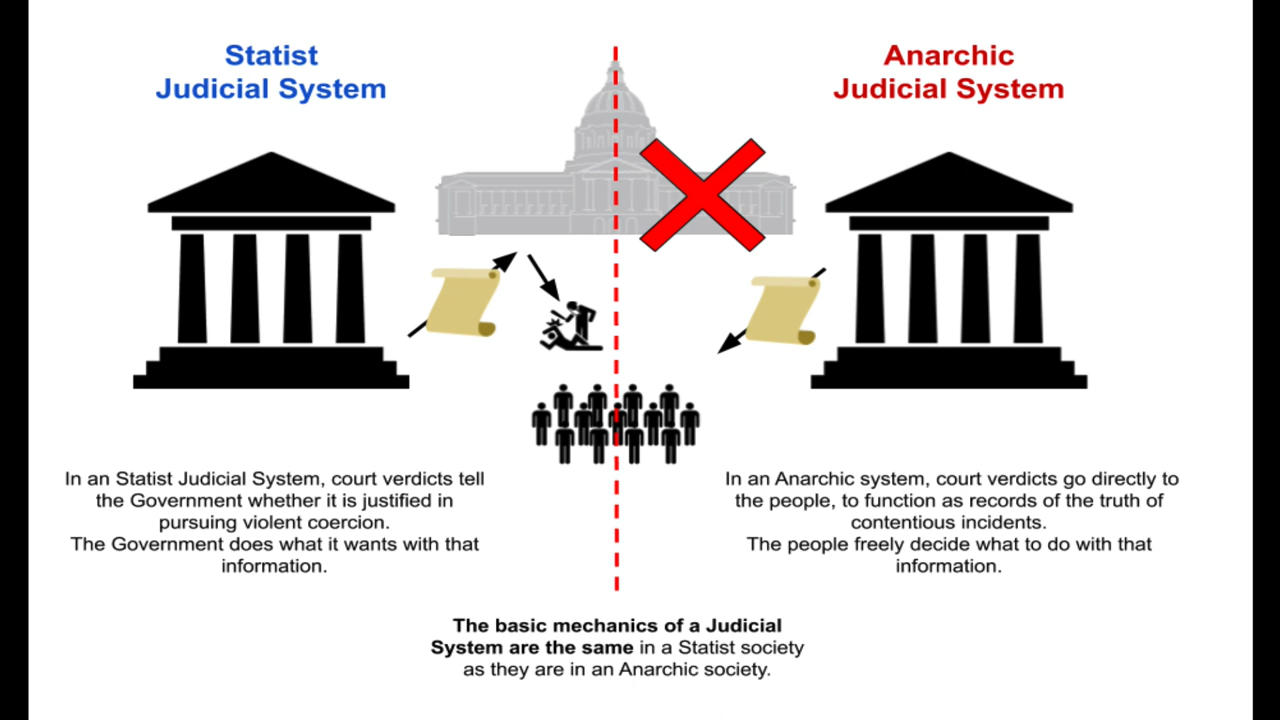 Statist
Judicial System
Anarchic
Judicial System
In an Statist Judicial System, court verdicts tell
the Government whether it is justified in
pursuing violent coercion.
The Government does what it wants with that
information.
In an Anarchic system, court verdicts go directly to
the people, to function as records of the truth of
contentious incidents.
The people freely decide what to do with that
information.
The basic mechanics of a Judicial
System are the same in a Statist society
as they are in an Anarchic society.